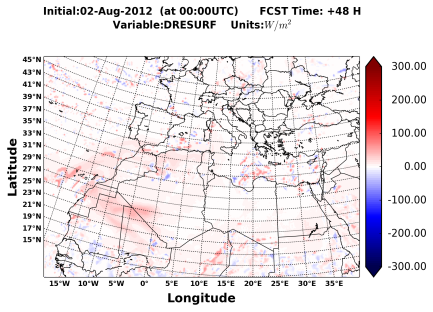 Initial:02-Aug-2012 (at 00:00UTC) FCST Time: +48 H
Variable:DRESURF Units:W/m²
45°N
43°N
41°N
39°N
37°N
35°N
33°N
31°N
29°N
27°N
25°N
23°N
21°N
19°N
17°N
15°N
Latitude
15°W 10°W 5°W 0° 5°E 10°E 15°E 20°E 25°E 30°E 35°E
Longitude
300.00
200.00
100.00
0.00
-100.00
-200.00
-300.00